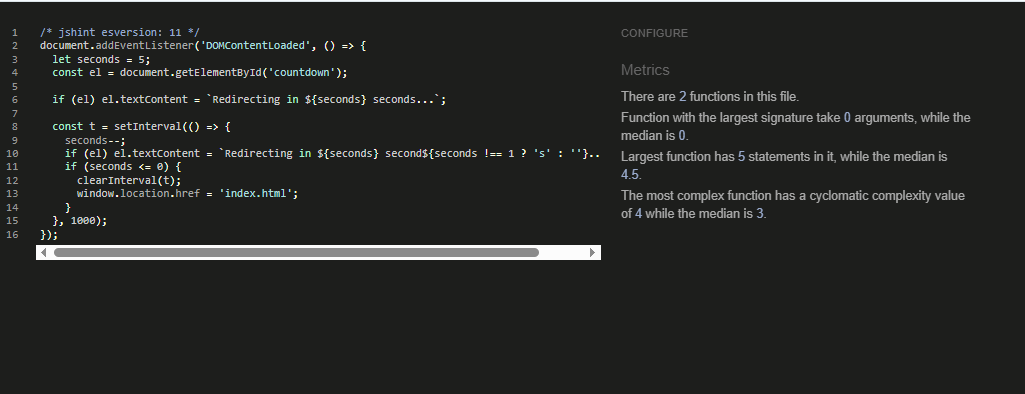 1 /* jshint esversion: 11 */
2 document.addEventListener('DOMContentLoaded', () => {
3 let seconds = 5;
4 const el = document.getElementById('countdown');
5
6 if (el) el.textContent = `Redirecting in ${seconds} seconds...`;
7
8 const t = setInterval(() => {
9 seconds--;
10 if (el) el.textContent = `Redirecting in ${seconds} second${seconds !== 1 ? 's' : ''}..
11 if (seconds <= 0) {
12 clearInterval(t);
13 window.location.href = 'index.html';
14 }
15 }, 1000);
16 });
CONFIGURE
Metrics
There are 2 functions in this file.
Function with the largest signature take 0 arguments, while the
median is 0.
Largest function has 5 statements in it, while the median is
4.5.
The most complex function has a cyclomatic complexity value
of 4 while the median is 3.